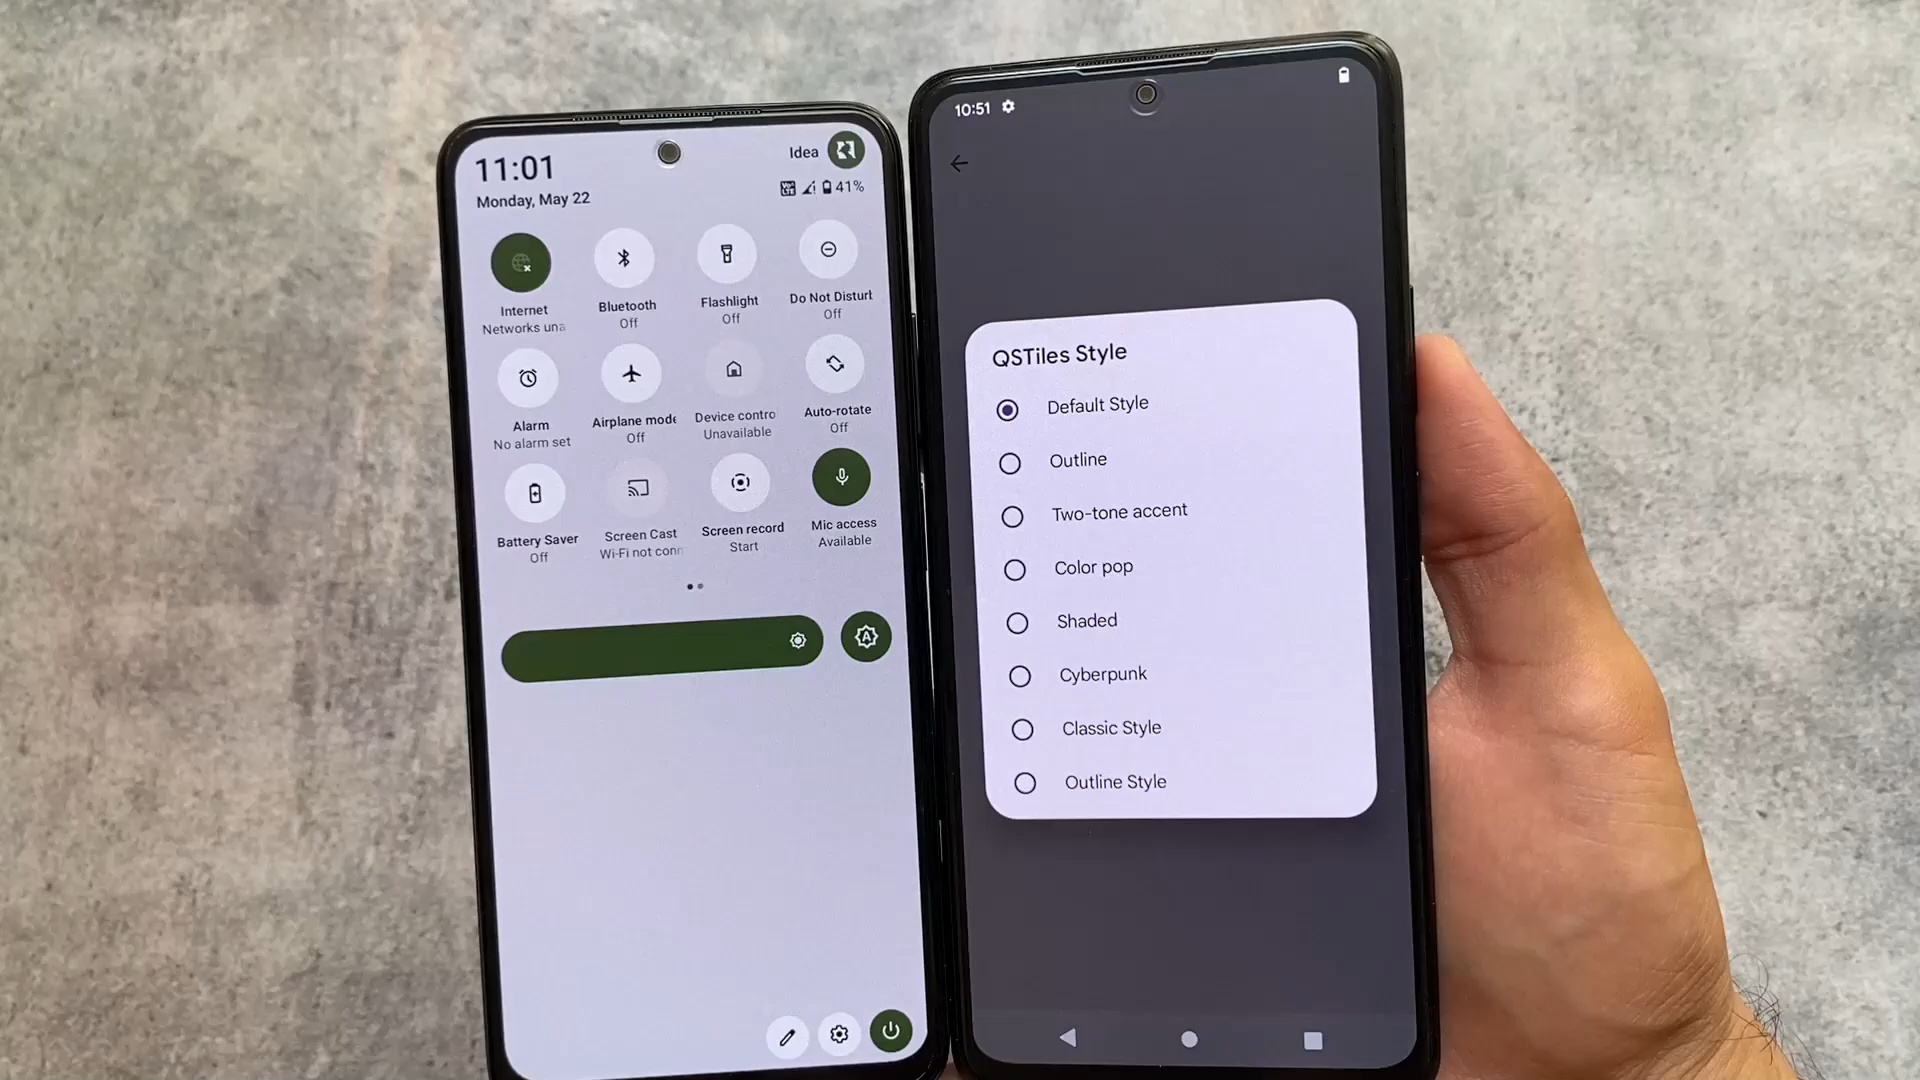 11:01
Monday, May 22
Idea
41%
Internet
Networks una
Bluetooth
Off
Flashlight
Off
Do Not Disturt
Off
Alarm
No alarm set
Airplane mode
Off
Device contro
Unavailable
Auto-rotate
Off
Battery Saver
Off
Screen Cast
Wi-Fi not conn
Screen record
Start
Mic access
Available
A
10:51
QSTiles Style
Default Style
Outline
Two-tone accent
Color pop
Shaded
Cyberpunk
Classic Style
Outline Style